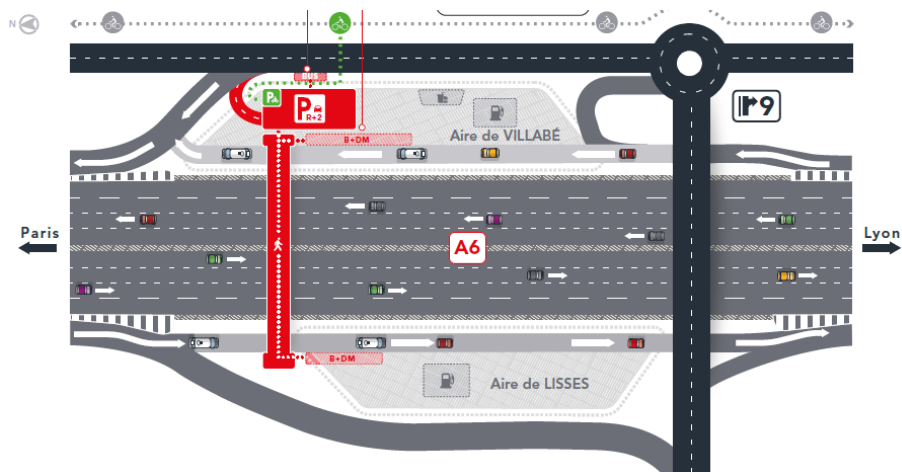 N
BUS
P
P
R+2
9
Aire de VILLABÉ
B+DM
Paris
A6
Lyon
B+DM
Aire de LISSES